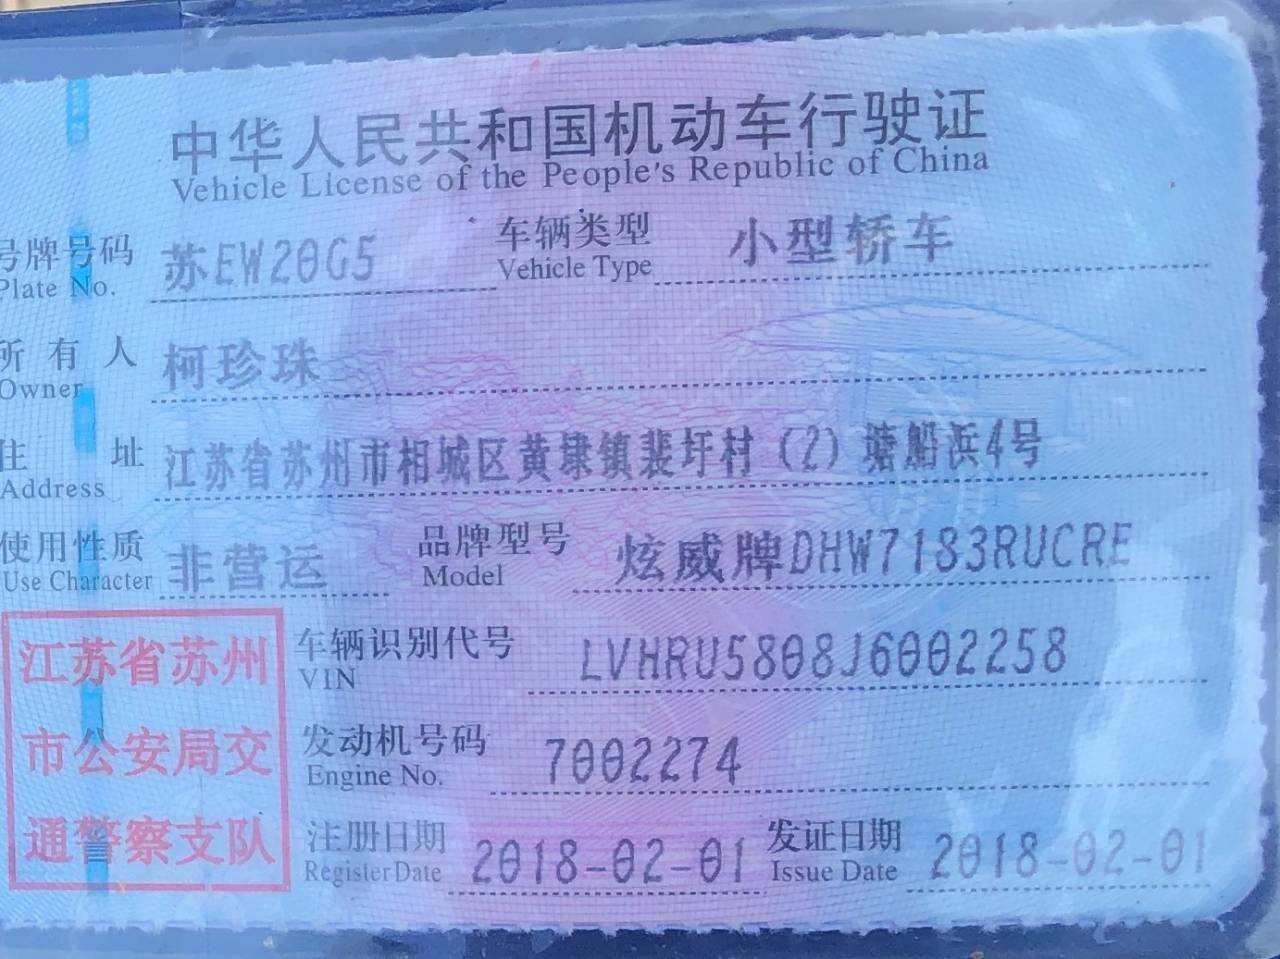 中华人民共和国机动车行驶证
Vehicle License of the People's Republic of China
号牌号码 苏EW20G5 车辆类型 小型轿车
Plate No. Vehicle Type
所有人 柯珍珠
Owner
住址 江苏省苏州市相城区黄埭镇裴圩村(2)塘船浜4号
Address
使用性质 非营运 品牌型号 炫威牌DHW7183RUCRE
Use Character Model
车辆识别代号 LVHRU5808J6002258
VIN
发动机号码 7002274
Engine No.
注册日期 2018-02-01 发证日期 2018-02-01
Register Date Issue Date
江苏省苏州
市公安局交
通警察支队